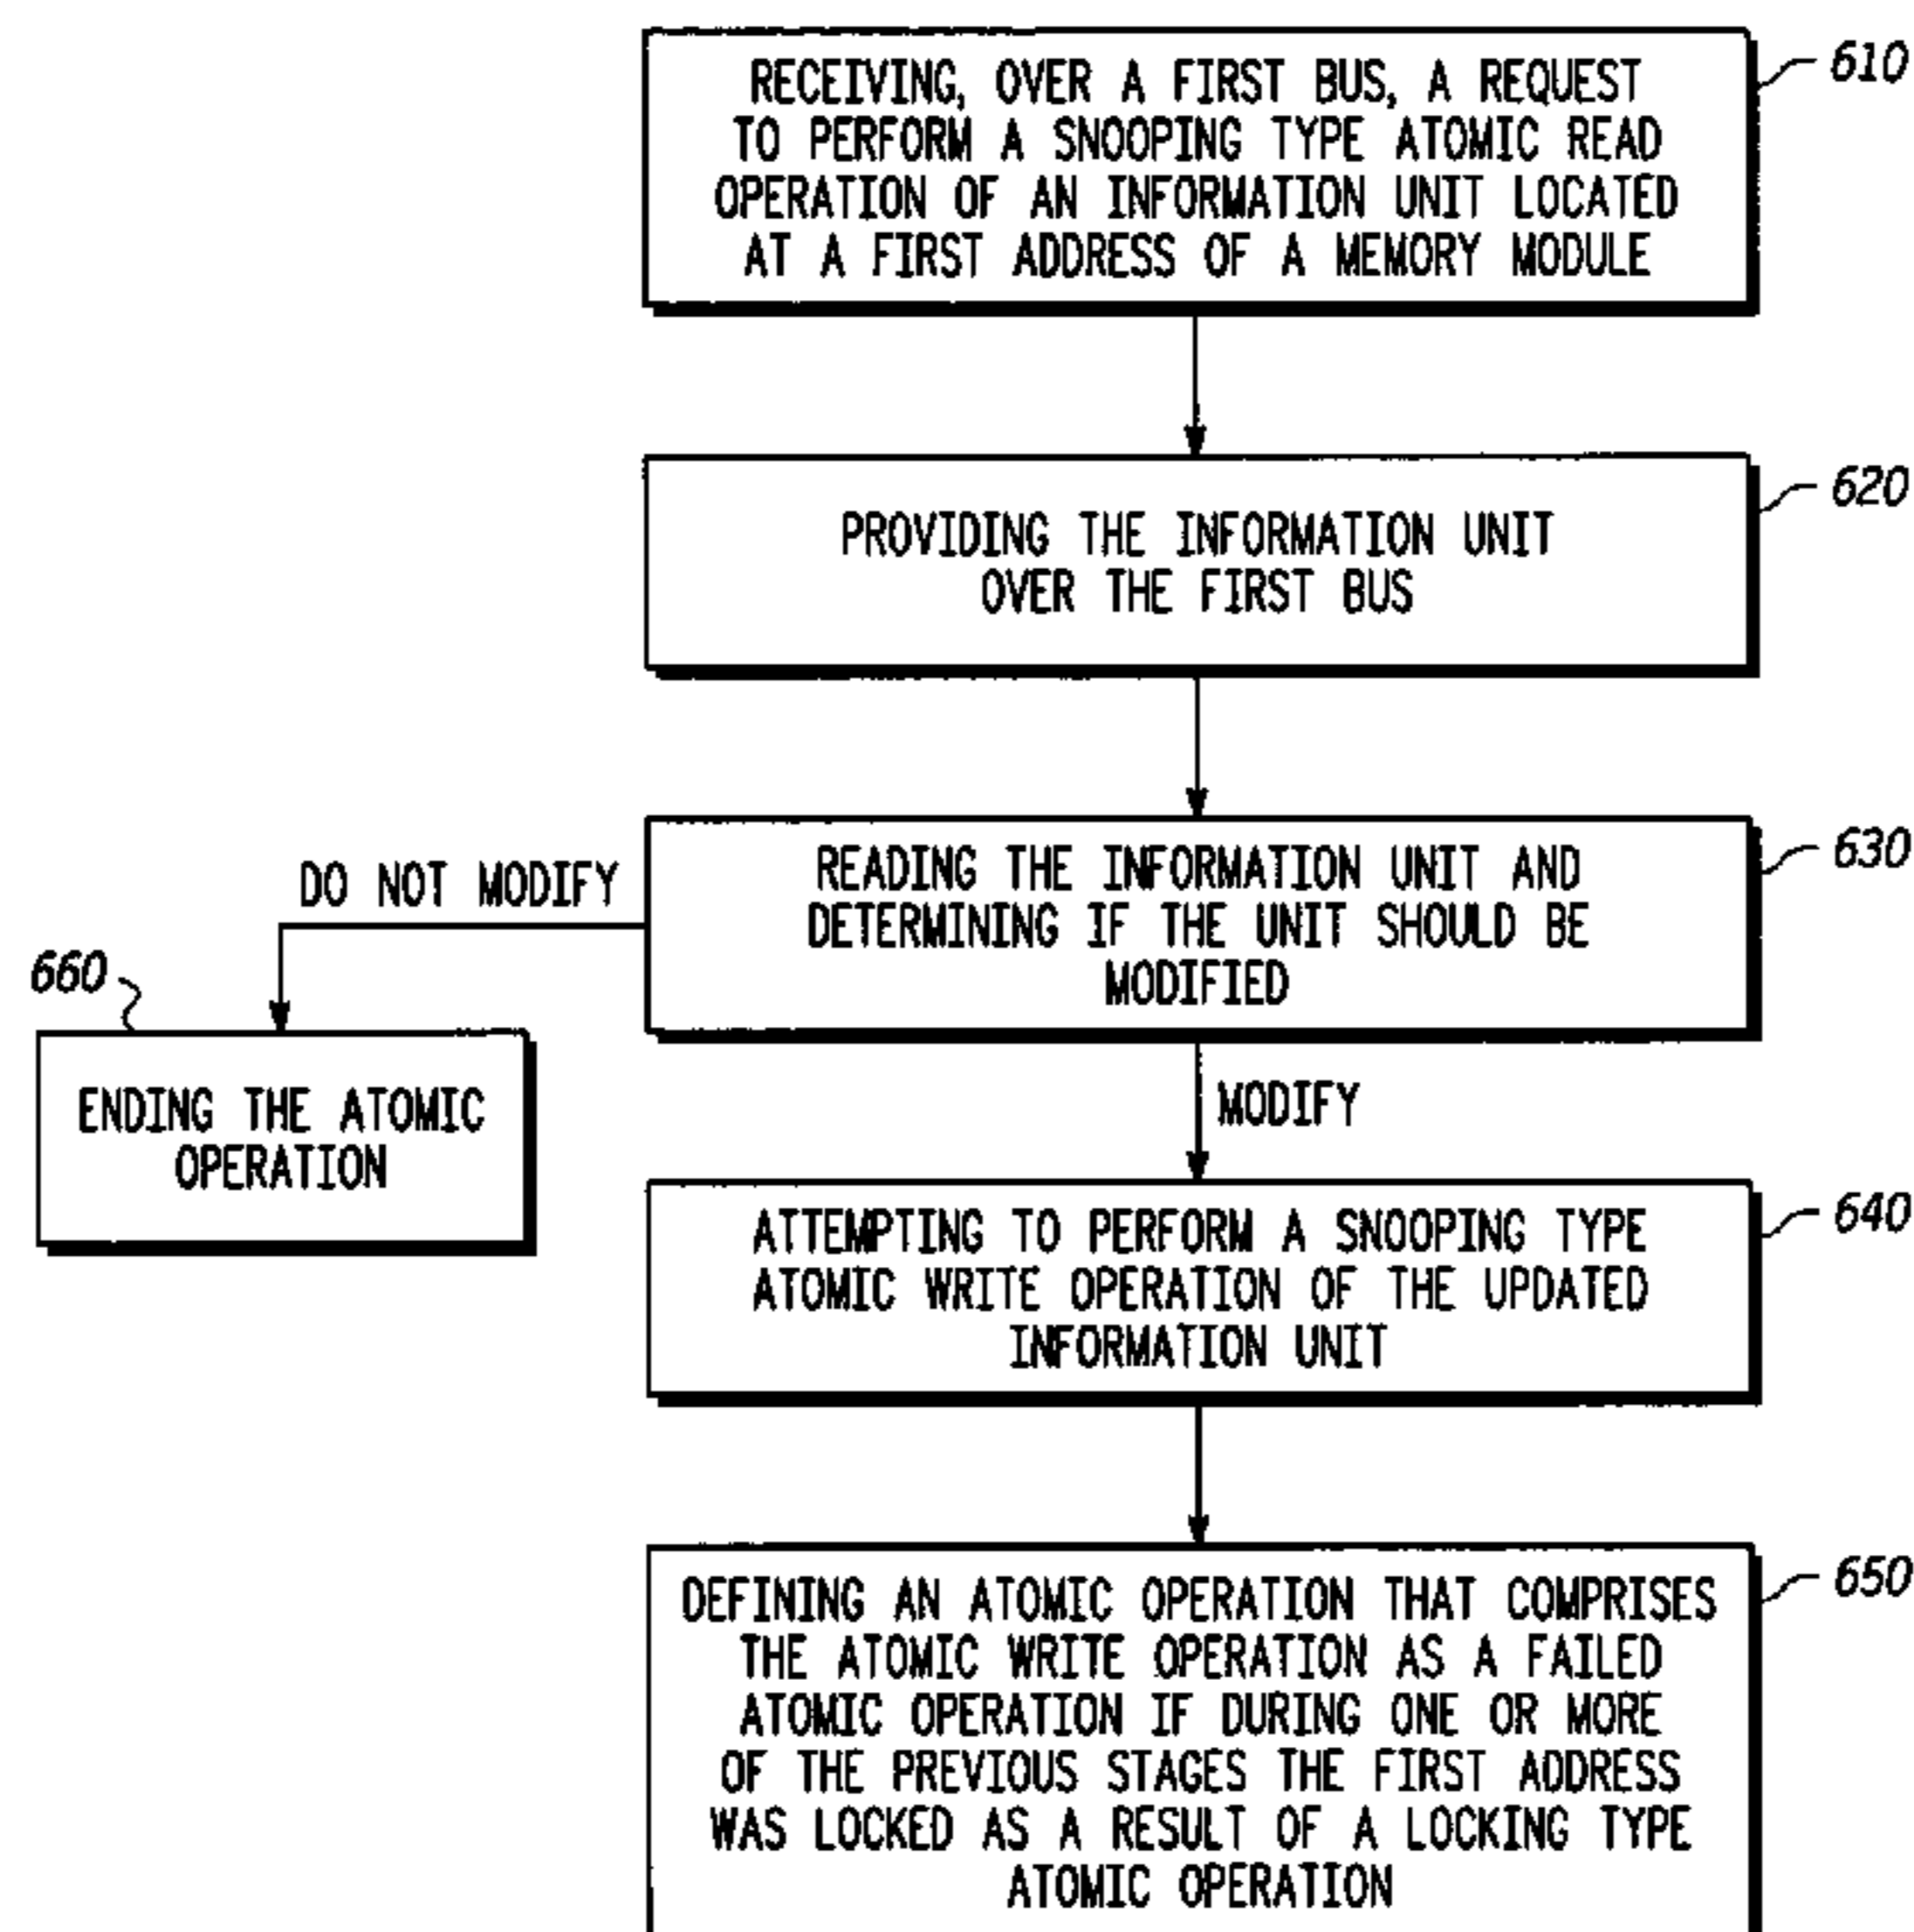 RECEIVING, OVER A FIRST BUS, A REQUEST
TO PERFORM A SNOOPING TYPE ATOMIC READ
OPERATION OF AN INFORMATION UNIT LOCATED
AT A FIRST ADDRESS OF A MEMORY MODULE
610
PROVIDING THE INFORMATION UNIT
OVER THE FIRST BUS
620
READING THE INFORMATION UNIT AND
DETERMINING IF THE UNIT SHOULD BE
MODIFIED
630
DO NOT MODIFY
660
ENDING THE ATOMIC
OPERATION
MODIFY
ATTEMPTING TO PERFORM A SNOOPING TYPE
ATOMIC WRITE OPERATION OF THE UPDATED
INFORMATION UNIT
640
DEFINING AN ATOMIC OPERATION THAT COMPRISES
THE ATOMIC WRITE OPERATION AS A FAILED
ATOMIC OPERATION IF DURING ONE OR MORE
OF THE PREVIOUS STAGES THE FIRST ADDRESS
WAS LOCKED AS A RESULT OF A LOCKING TYPE
ATOMIC OPERATION
650